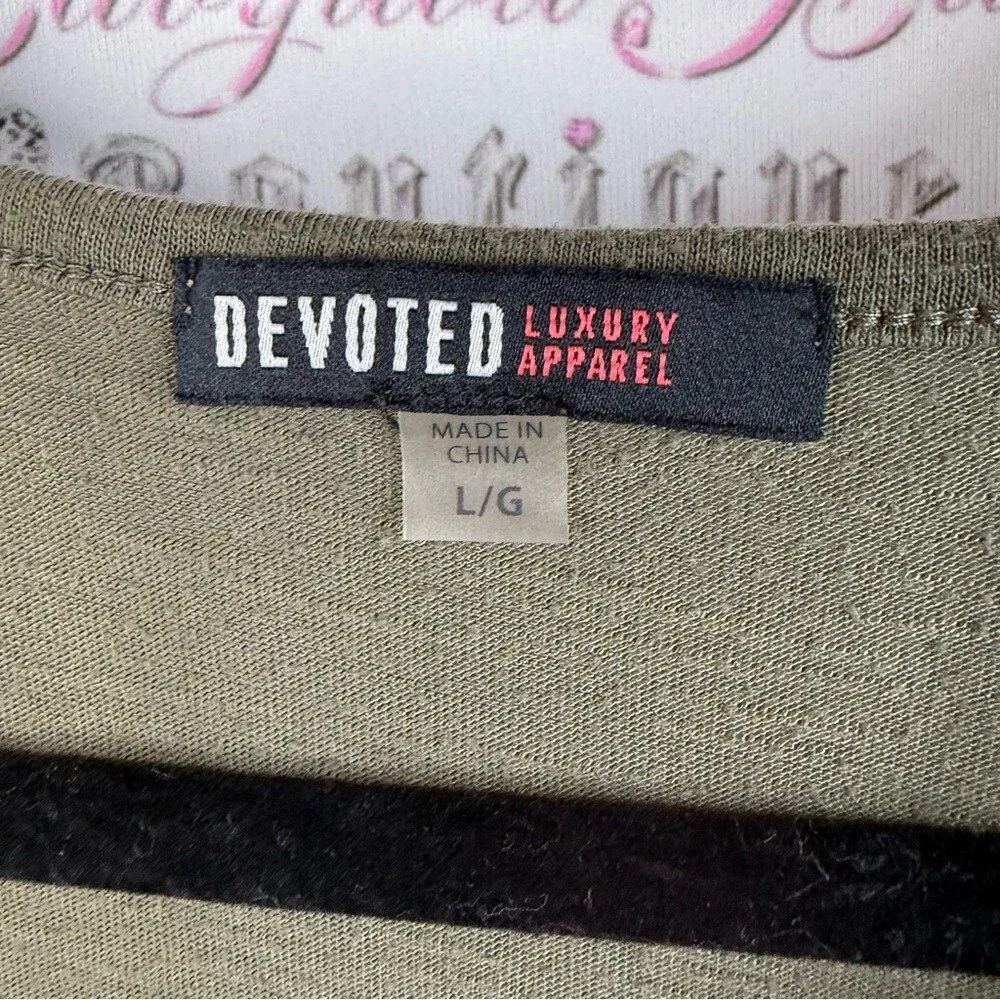 DEVOTED LUXURY
APPAREL
MADE IN
CHINA
L/G